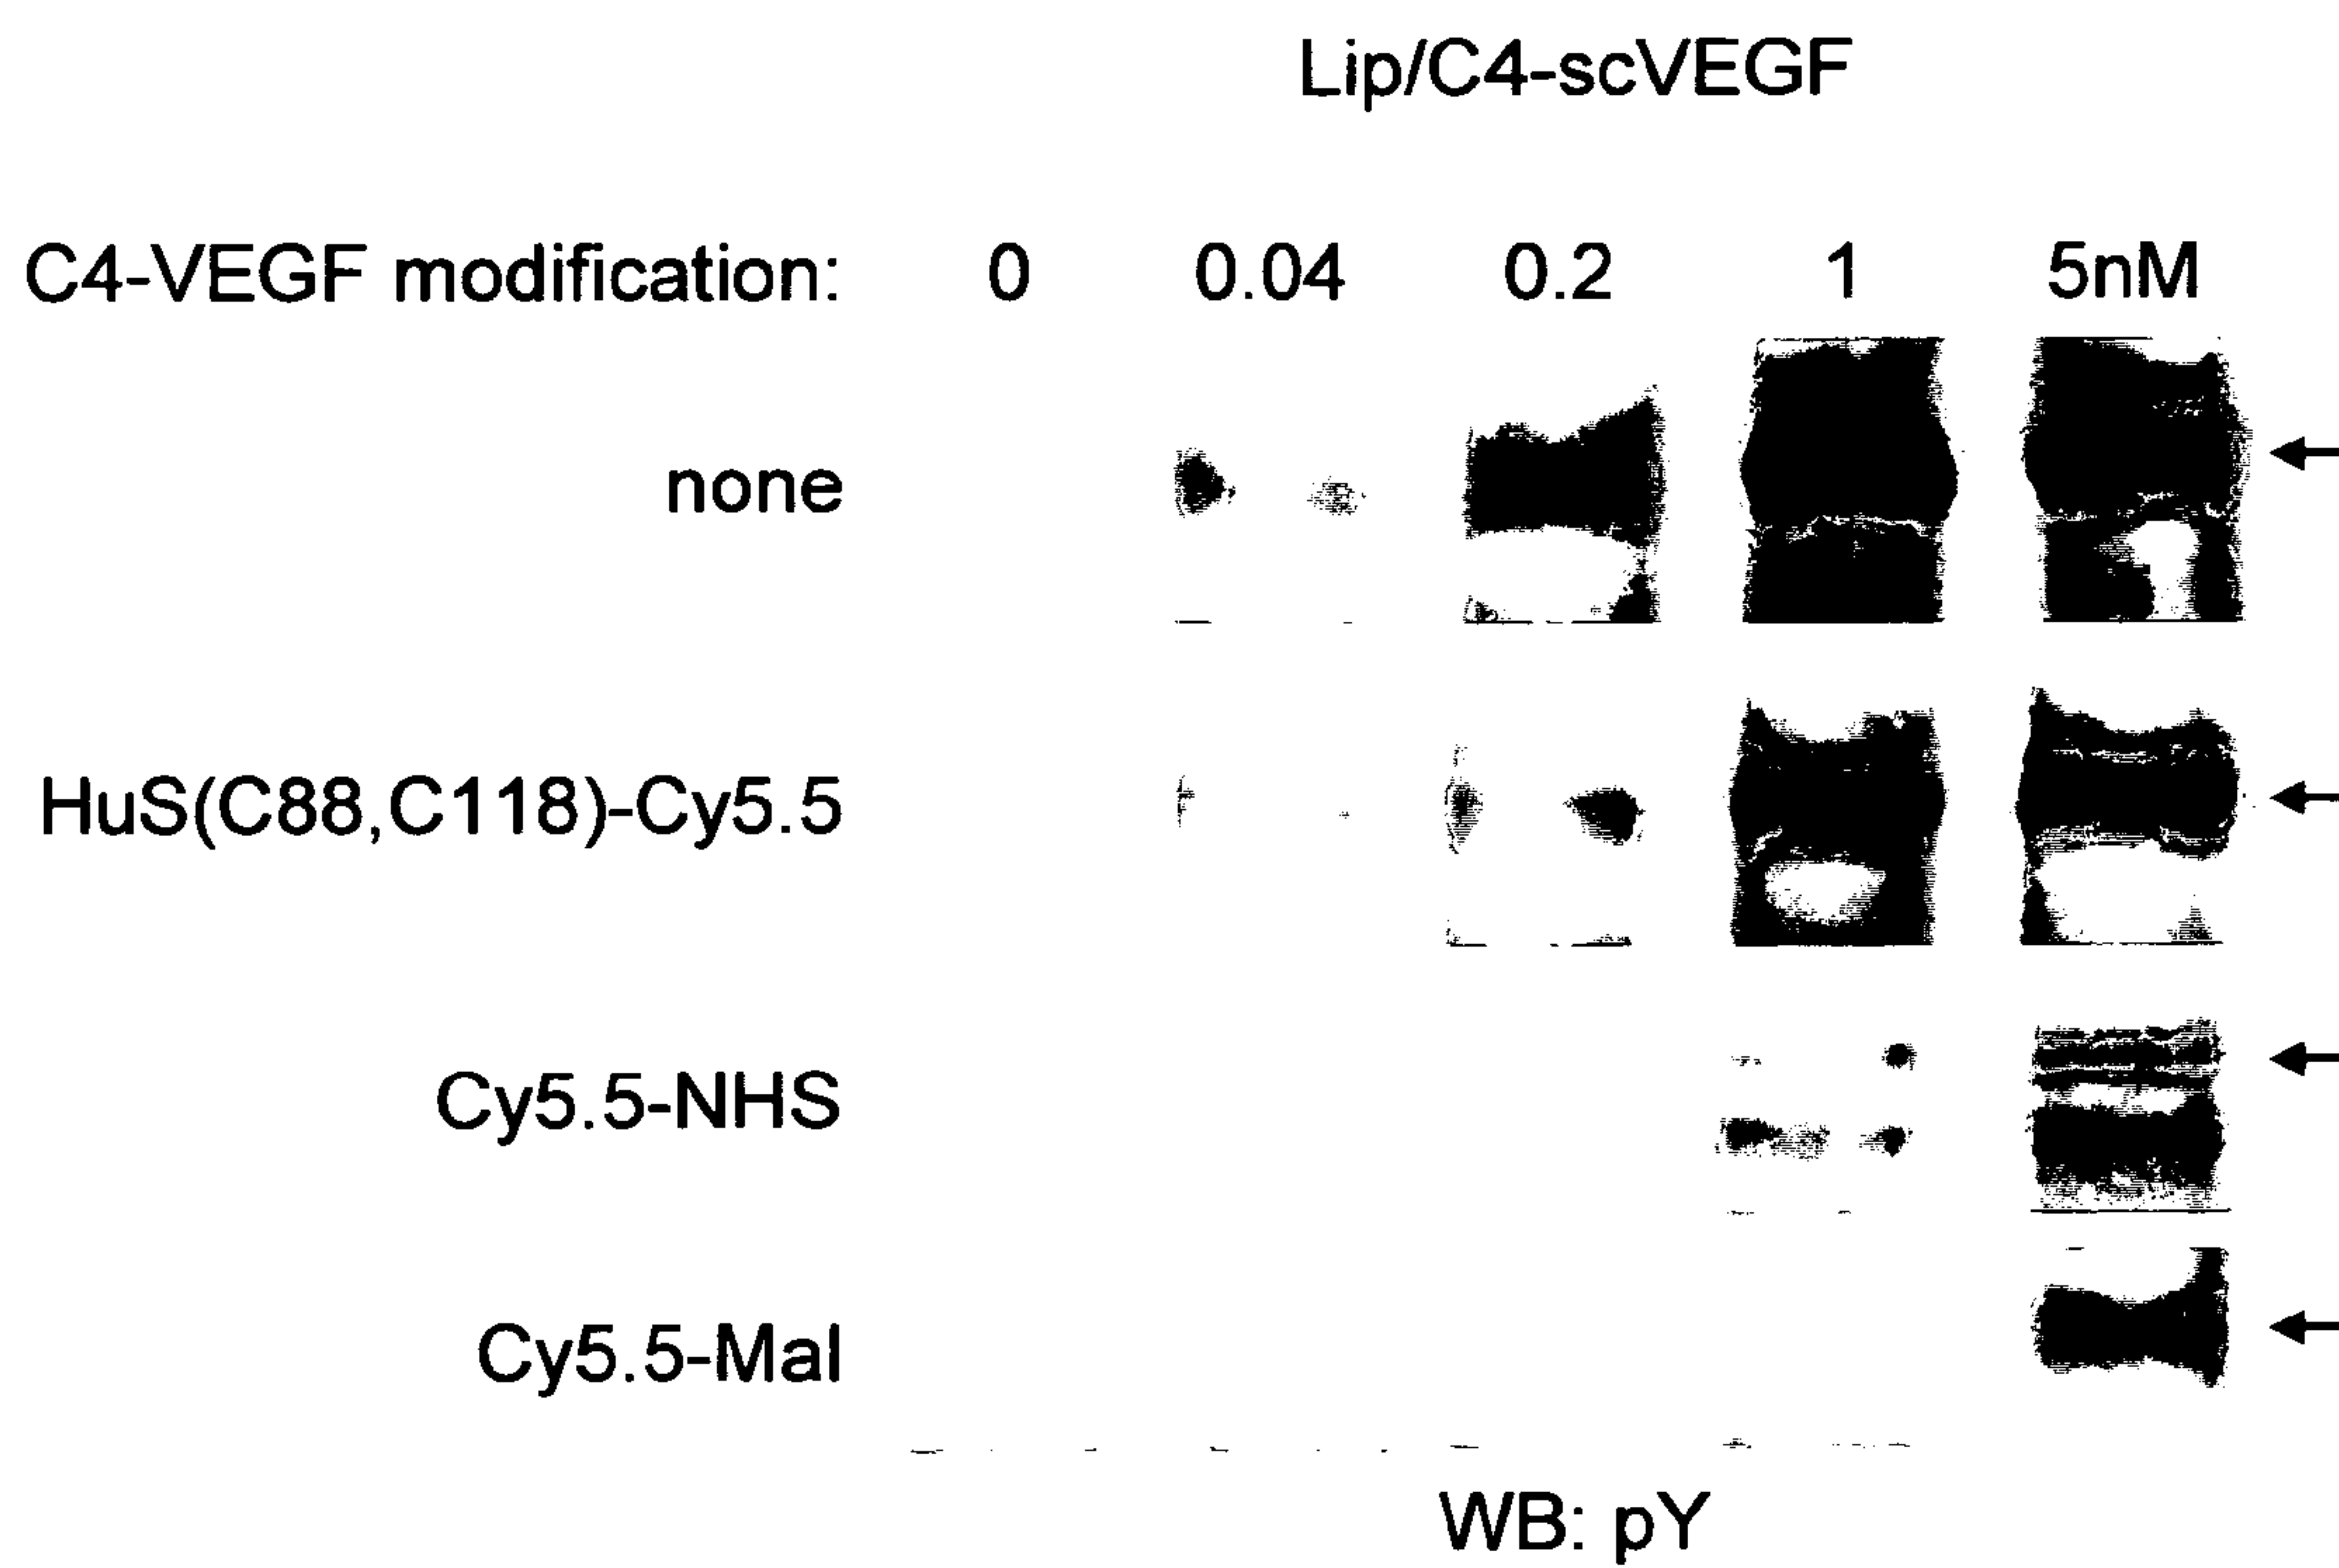 Lip/C4-scVEGF
C4-VEGF modification: 0 0.04 0.2 1 5nM
none
HuS(C88,C118)-Cy5.5
Cy5.5-NHS
Cy5.5-Mal
WB: pY